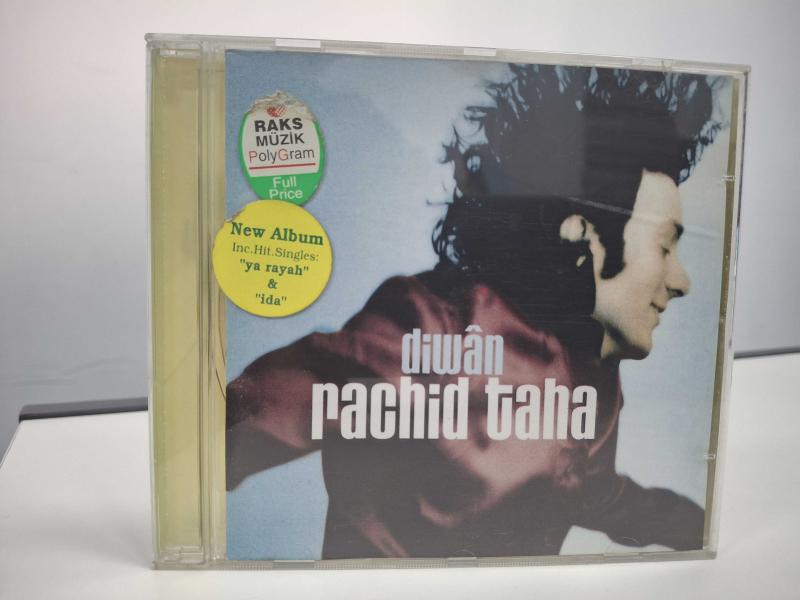 RAKS
MÜZİK
PolyGram
Full
Price
New Album
Inc.Hit.Singles:
"ya rayah"
&
"ida"
diwân
rachid taha